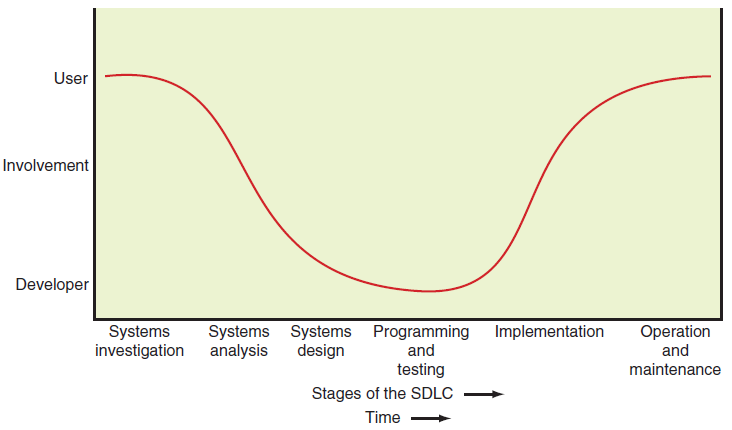 User
Involvement
Developer
Systems
investigation
Systems
analysis
Systems
design
Programming
and
testing
Implementation
Operation
and
maintenance
Stages of the SDLC
Time